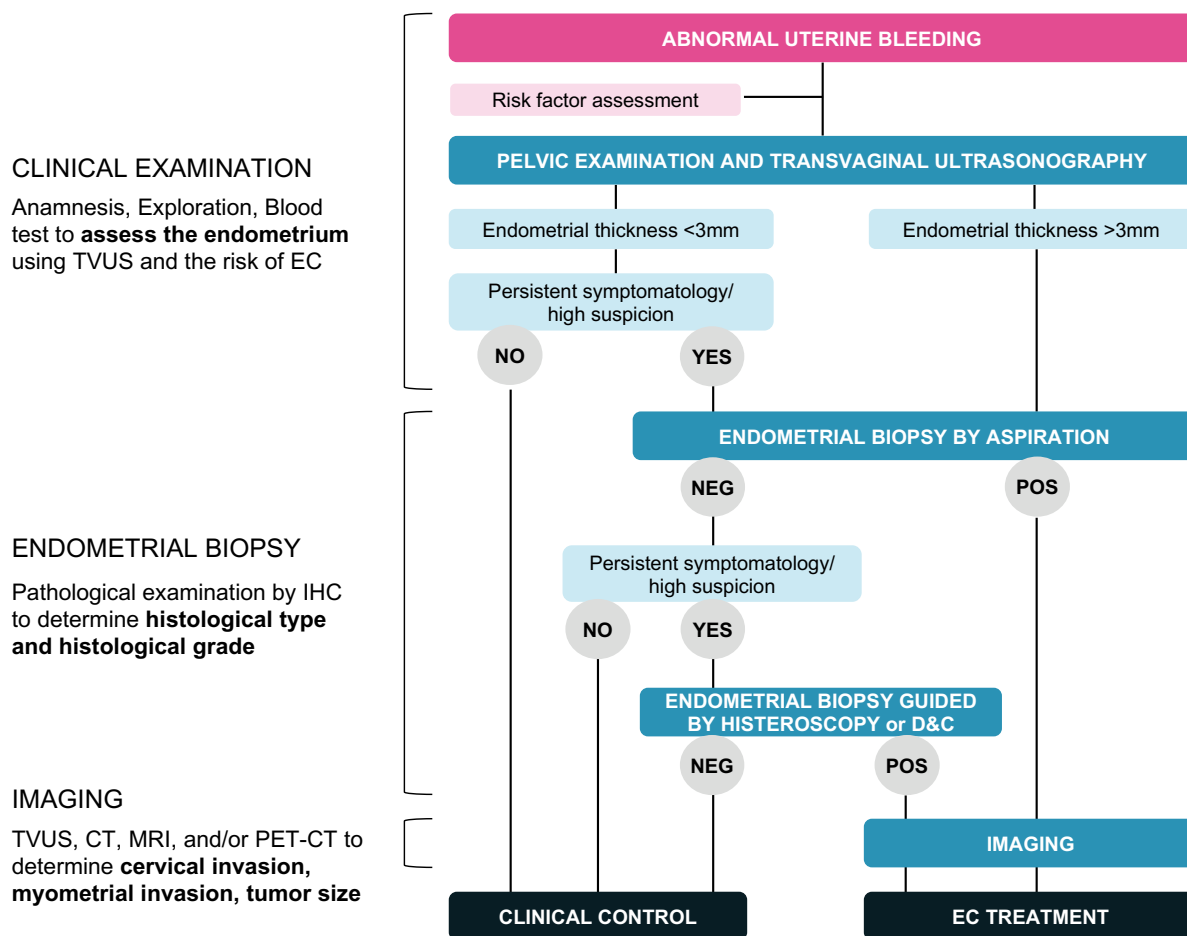 ABNORMAL UTERINE BLEEDING
Risk factor assessment
PELVIC EXAMINATION AND TRANSVAGINAL ULTRASONOGRAPHY
CLINICAL EXAMINATION
Anamnesis, Exploration, Blood
test to assess the endometrium
using TVUS and the risk of EC
Endometrial thickness <3mm
Endometrial thickness >3mm
Persistent symptomatology/
high suspicion
NO
YES
ENDOMETRIAL BIOPSY BY ASPIRATION
NEG
POS
ENDOMETRIAL BIOPSY
Pathological examination by IHC
to determine histological type
and histological grade
Persistent symptomatology/
high suspicion
NO
YES
ENDOMETRIAL BIOPSY GUIDED
BY HISTEROSCOPY or D&C
NEG
POS
IMAGING
TVUS, CT, MRI, and/or PET-CT to
determine cervical invasion,
myometrial invasion, tumor size
IMAGING
CLINICAL CONTROL
EC TREATMENT